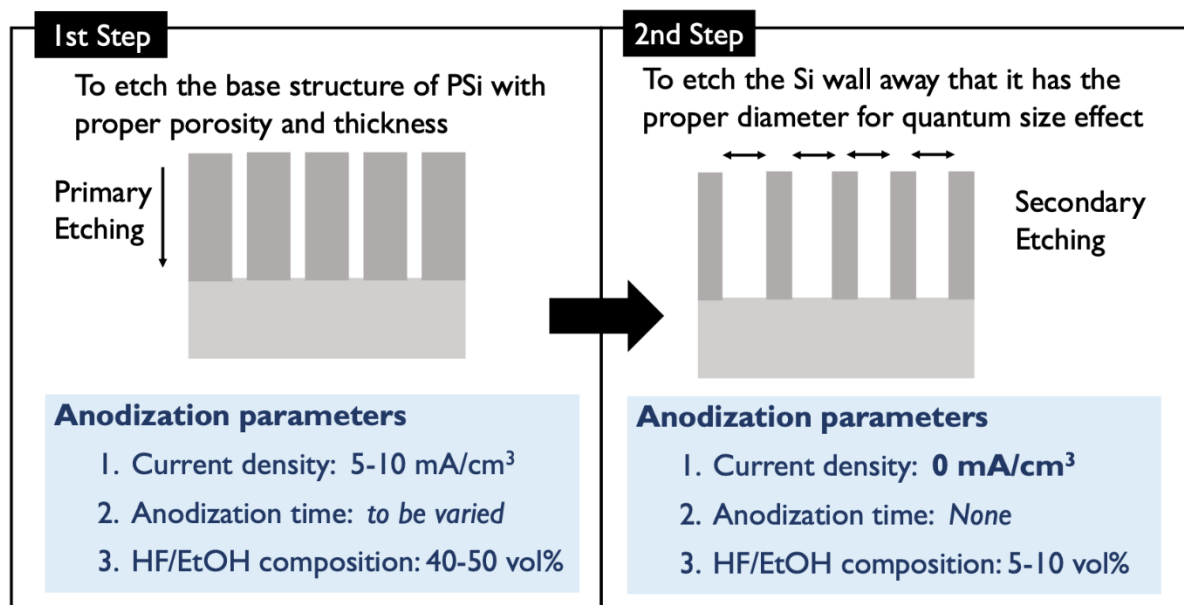 1st Step
To etch the base structure of PSi with
proper porosity and thickness
Primary
Etching
Anodization parameters
1. Current density: 5-10 mA/cm³
2. Anodization time: to be varied
3. HF/EtOH composition: 40-50 vol%
2nd Step
To etch the Si wall away that it has the
proper diameter for quantum size effect
Secondary
Etching
Anodization parameters
1. Current density: 0 mA/cm³
2. Anodization time: None
3. HF/EtOH composition: 5-10 vol%